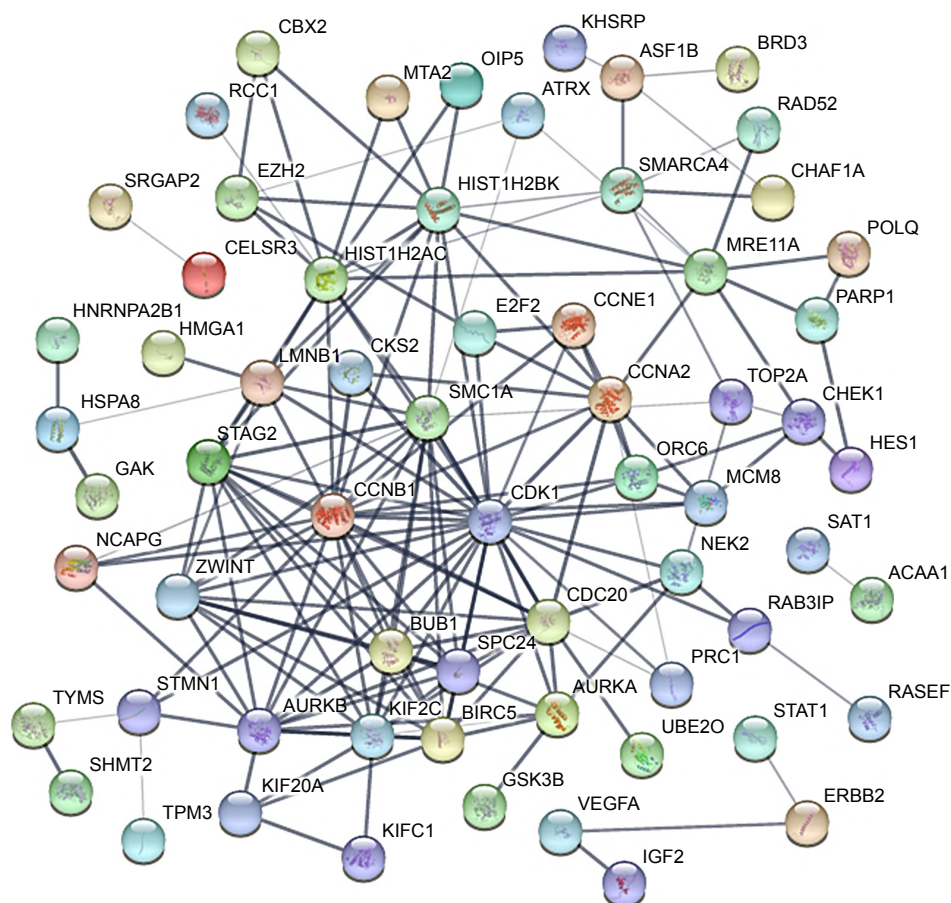 CBX2
KHSRP
ASF1B
BRD3
MTA2
OIP5
RCC1
ATRX
RAD52
EZH2
SMARCA4
CHAF1A
SRGAP2
HIST1H2BK
CELSR3
HIST1H2AC
MRE11A
POLQ
PARP1
HNRNPA2B1
HMGA1
E2F2
CCNE1
LMNB1
CKS2
CCNA2
TOP2A
CHEK1
SMC1A
HSPA8
STAG2
ORC6
HES1
GAK
CCNB1
CDK1
MCM8
NCAPG
SAT1
ZWINT
NEK2
ACAA1
CDC20
RAB3IP
BUB1
SPC24
PRC1
TYMS
STMN1
AURKB
KIF2C
BIRC5
AURKA
RASEF
UBE2O
STAT1
SHMT2
KIF20A
GSK3B
ERBB2
TPM3
VEGFA
KIFC1
IGF2